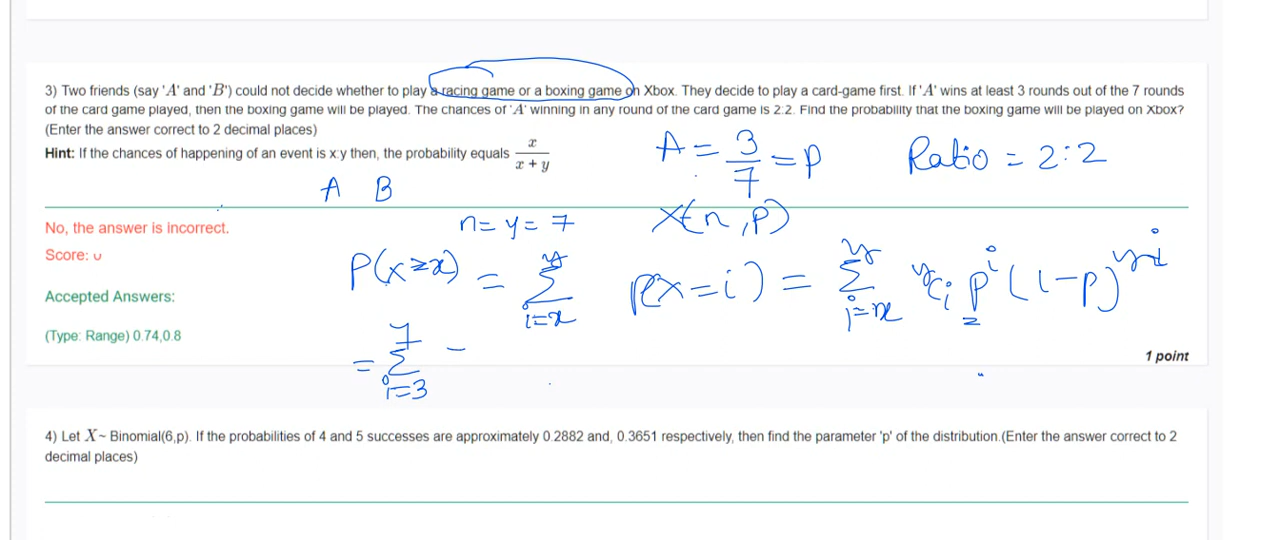 3) Two friends (say 'A' and 'B') could not decide whether to play a racing game or a boxing game on Xbox. They decide to play a card-game first. If 'A' wins at least 3 rounds out of the 7 rounds
of the card game played, then the boxing game will be played. The chances of 'A' winning in any round of the card game is 2:2. Find the probability that the boxing game will be played on Xbox?
(Enter the answer correct to 2 decimal places)
Hint: If the chances of happening of an event is x:y then, the probability equals x/(x + y)
A = 3/7 = p Ratio = 2:2
A B
No, the answer is incorrect.
n = y = 7 X(n,P)
Score: 0
P(x≥x) = Σ_{i=x}^{y} P(x=i) = Σ_{i=x}^{y} yCi p^i (1-p)^{y-i}
Accepted Answers:
(Type: Range) 0.74,0.8
= Σ_{i=3}^{7} -
1 point
4) Let X ~ Binomial(6,p). If the probabilities of 4 and 5 successes are approximately 0.2882 and, 0.3651 respectively, then find the parameter 'p' of the distribution.(Enter the answer correct to 2
decimal places)